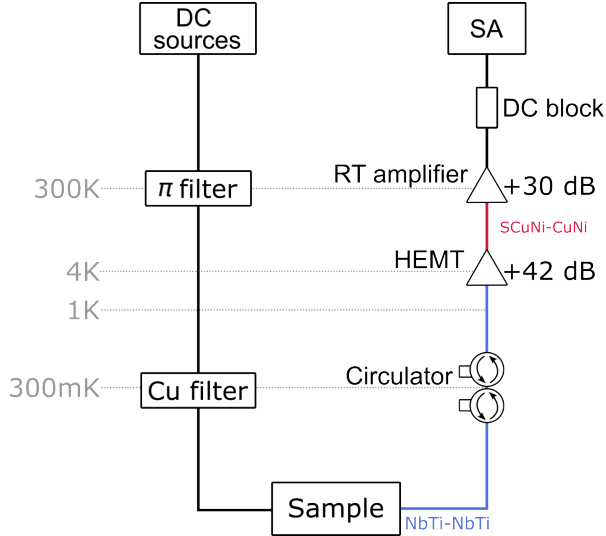 DC
sources
SA
DC block
RT amplifier
300K
π filter
+30 dB
SCuNi-CuNi
HEMT
4K
+42 dB
1K
Circulator
300mK
Cu filter
Sample
NbTi-NbTi